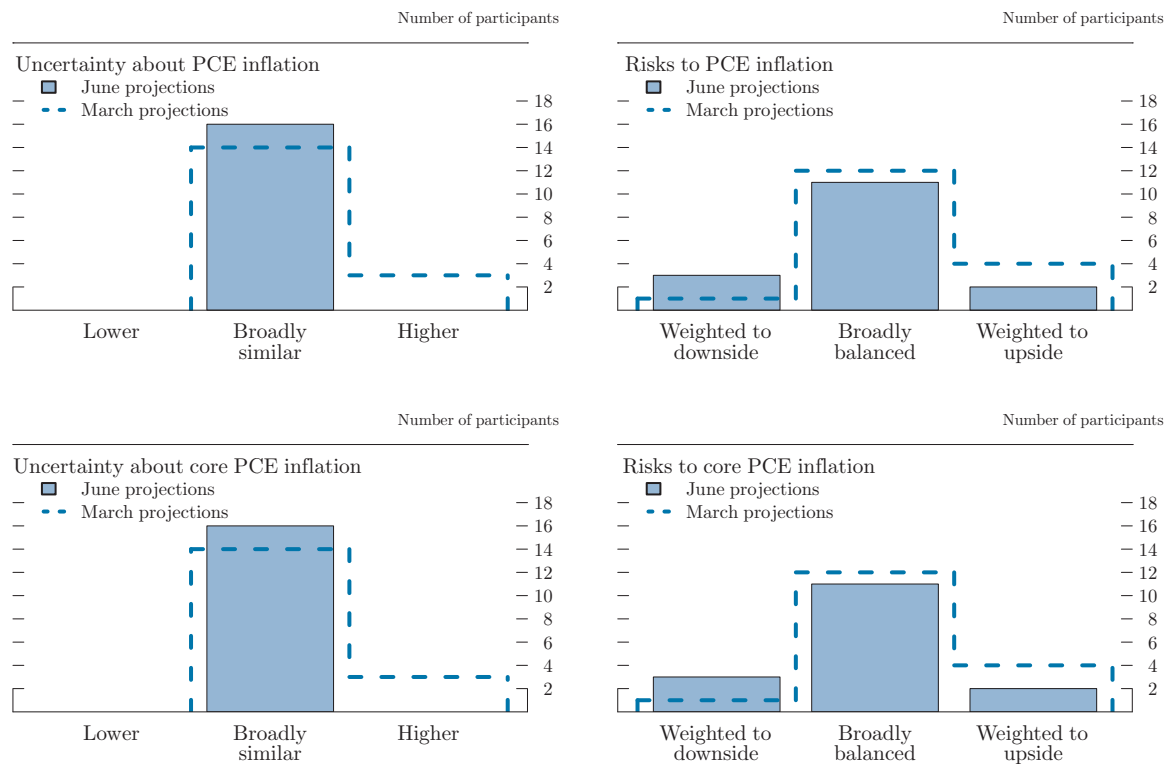 Number of participants
Uncertainty about PCE inflation
June projections
March projections
18
16
14
12
10
8
6
4
2
Lower
Broadly
similar
Higher
Number of participants
Risks to PCE inflation
June projections
March projections
18
16
14
12
10
8
6
4
2
Weighted to
downside
Broadly
balanced
Weighted to
upside
Number of participants
Uncertainty about core PCE inflation
June projections
March projections
18
16
14
12
10
8
6
4
2
Lower
Broadly
similar
Higher
Number of participants
Risks to core PCE inflation
June projections
March projections
18
16
14
12
10
8
6
4
2
Weighted to
downside
Broadly
balanced
Weighted to
upside